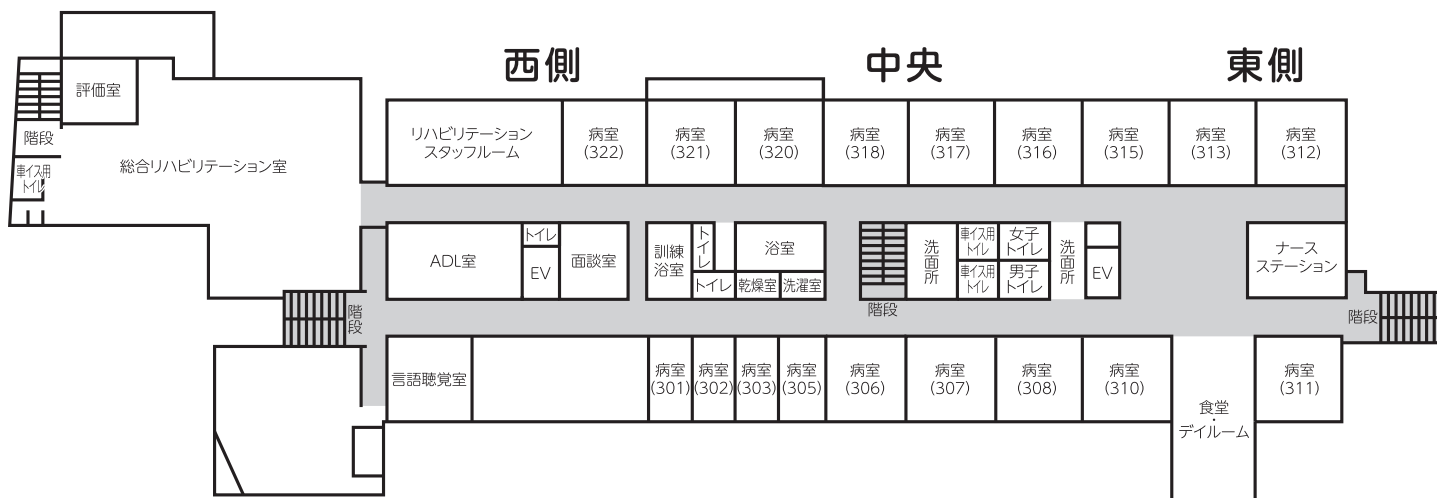 西側
中央
東側
評価室
階段
総合リハビリテーション室
車イス用
トイレ
リハビリテーション
スタッフルーム
病室
(322)
病室
(321)
病室
(320)
病室
(318)
病室
(317)
病室
(316)
病室
(315)
病室
(313)
病室
(312)
ADL室
トイレ
EV
面談室
訓練
浴室
トイレ
トイレ
浴室
乾燥室
洗濯室
階段
洗面所
車イス用
トイレ
車イス用
トイレ
女子
トイレ
男子
トイレ
洗面所
EV
ナース
ステーション
階段
階段
言語聴覚室
病室
(301)
病室
(302)
病室
(303)
病室
(305)
病室
(306)
病室
(307)
病室
(308)
病室
(310)
食堂
・
デイルーム
病室
(311)